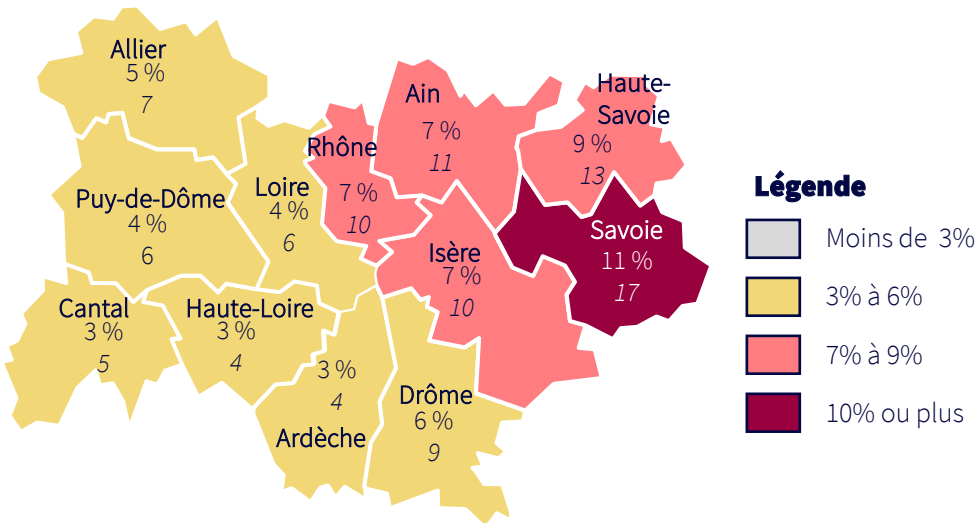 Allier
5 %
7
Ain
7 %
11
Haute-
Savoie
9 %
13
Rhône
7 %
10
Puy-de-Dôme
4 %
6
Loire
4 %
6
Savoie
11 %
17
Isère
7 %
10
Cantal
3 %
5
Haute-Loire
3 %
4
3 %
4
Ardèche
Drôme
6 %
9
Légende
Moins de 3%
3% à 6%
7% à 9%
10% ou plus